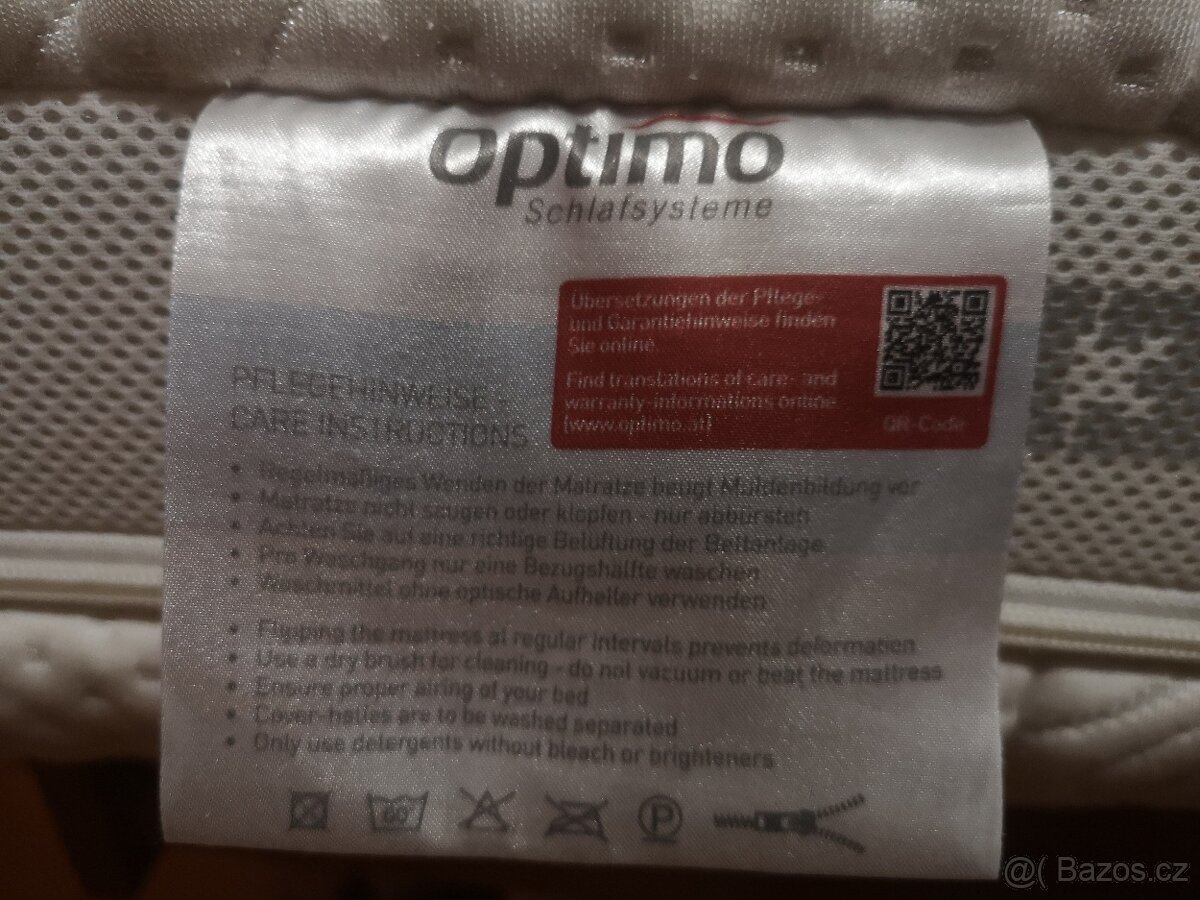 optimo
Schlafsysteme
Übersetzungen der Pflege-
und Garantiehinweise finden
Sie online.
Find translations of care- and
warranty-informations online
(www.optimo.at)
QR-Code
PFLEGEHINWEISE -
CARE INSTRUCTIONS
• Regelmäßiges Wenden der Matratze beugt Muldenbildung vor
• Matratze nicht saugen oder klopfen - nur abbürsten
• Achten Sie auf eine richtige Belüftung der Bettanlage
• Pro Waschgang nur eine Bezugshälfte waschen
• Waschmittel ohne optische Aufheller verwenden
• Flipping the mattress at regular intervals prevents deformation
• Use a dry brush for cleaning - do not vacuum or beat the mattress
• Ensure proper airing of your bed
• Cover-halfes are to be washed separated
• Only use detergents without bleach or brighteners
60 P
@( Bazos.cz